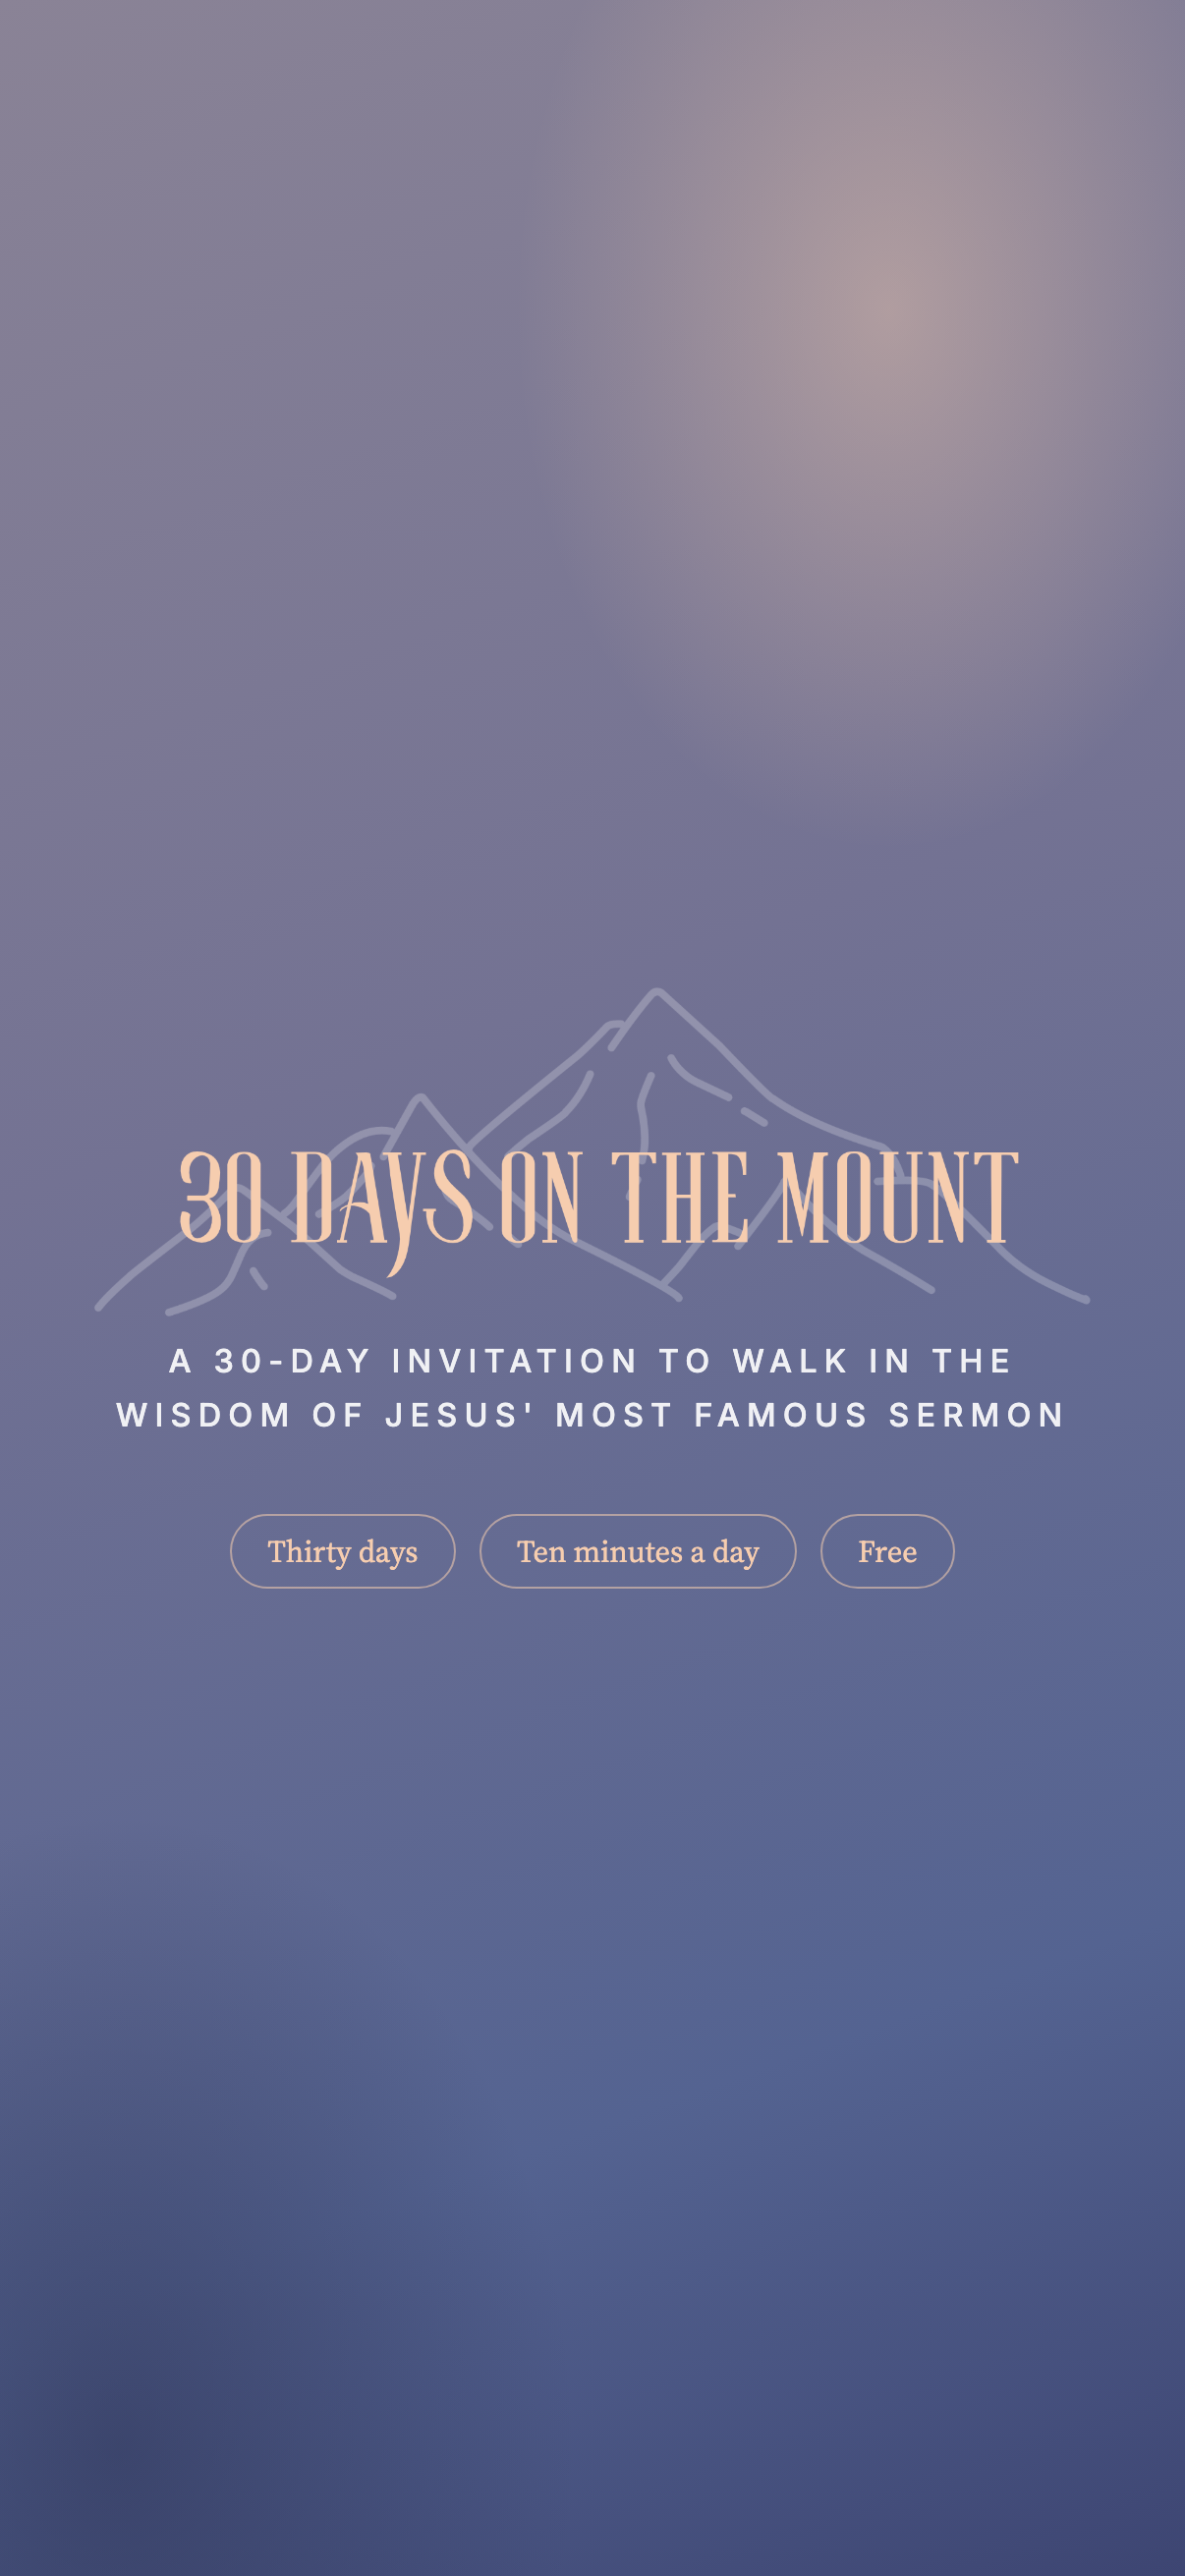 30 DAYS ON THE MOUNT
A 30-DAY INVITATION TO WALK IN THE
WISDOM OF JESUS' MOST FAMOUS SERMON
Thirty days
Ten minutes a day
Free